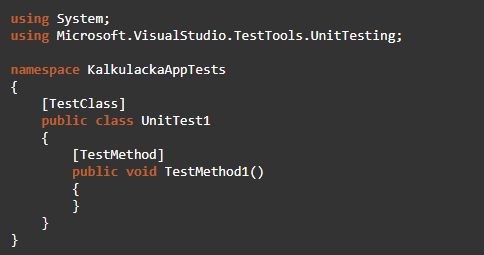 using System;
using Microsoft.VisualStudio.TestTools.UnitTesting;

namespace KalkulackaAppTests
{
    [TestClass]
    public class UnitTest1
    {
        [TestMethod]
        public void TestMethod1()
        {
        }
    }
}